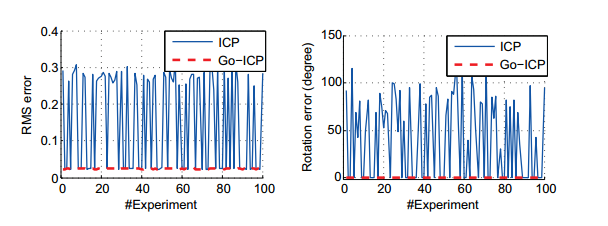 0.4
0.3
0.2
0.1
0
RMS error
0 20 40 60 80 100
#Experiment
ICP
Go-ICP
150
100
50
0
Rotation error (degree)
0 20 40 60 80 100
#Experiment
ICP
Go-ICP